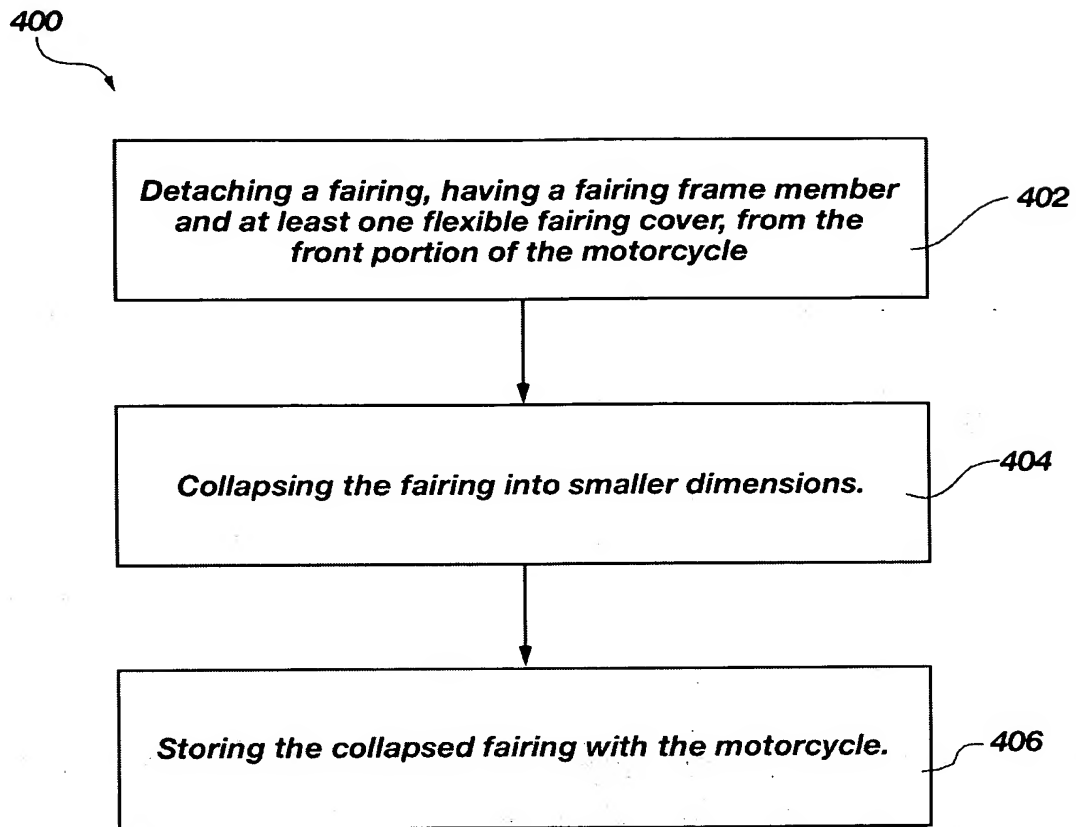 400
Detaching a fairing, having a fairing frame member
and at least one flexible fairing cover, from the
front portion of the motorcycle
402
Collapsing the fairing into smaller dimensions.
404
Storing the collapsed fairing with the motorcycle.
406